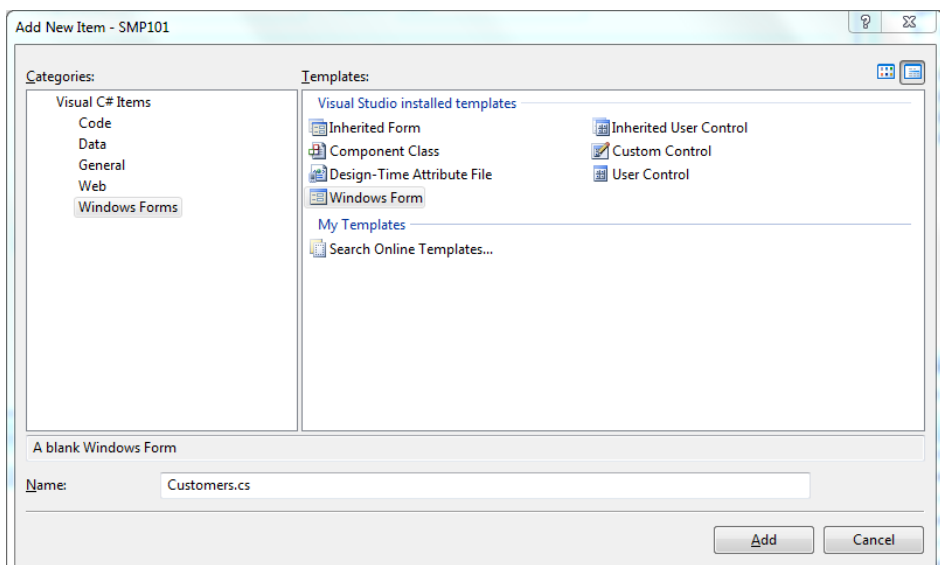 Add New Item - SMP101
Categories:
Templates:
Visual C# Items
Code
Data
General
Web
Windows Forms
Visual Studio installed templates
Inherited Form
Inherited User Control
Component Class
Custom Control
Design-Time Attribute File
User Control
Windows Form
My Templates
Search Online Templates...
A blank Windows Form
Name:
Customers.cs
Add
Cancel